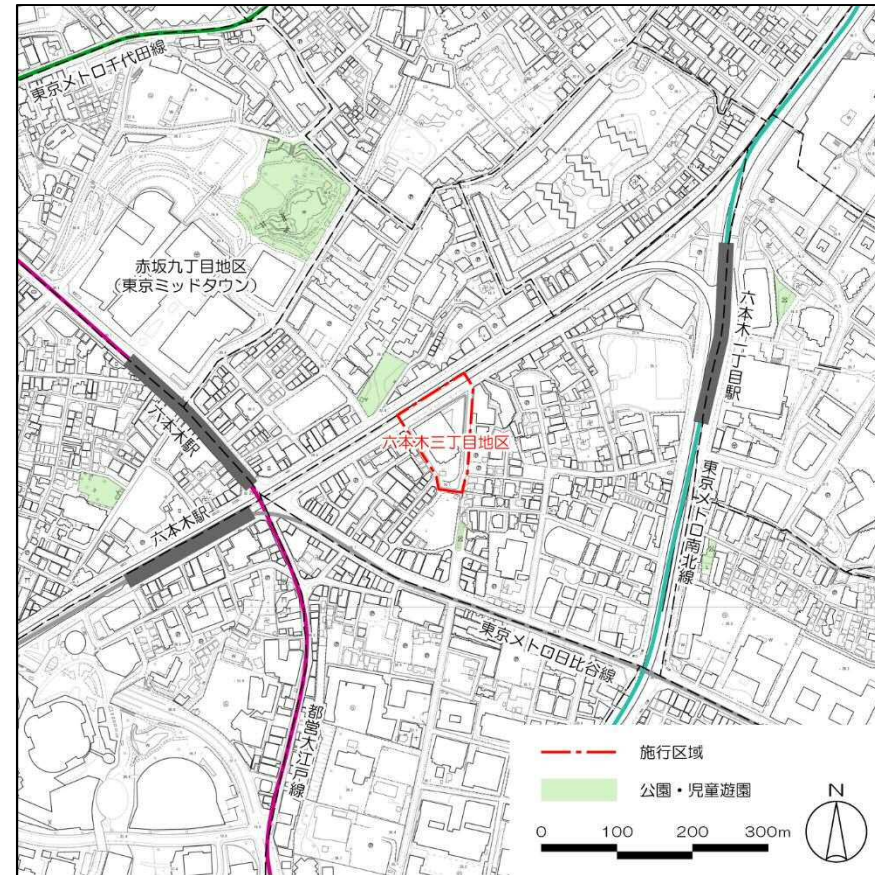 東京メトロ千代田線
赤坂九丁目地区
(東京ミッドタウン)
六本木一丁目駅
六本木駅
六本木三丁目地区
六本木駅
東京メトロ南北線
東京メトロ日比谷線
都営大江戸線
施行区域
公園・児童遊園
N
0 100 200 300m